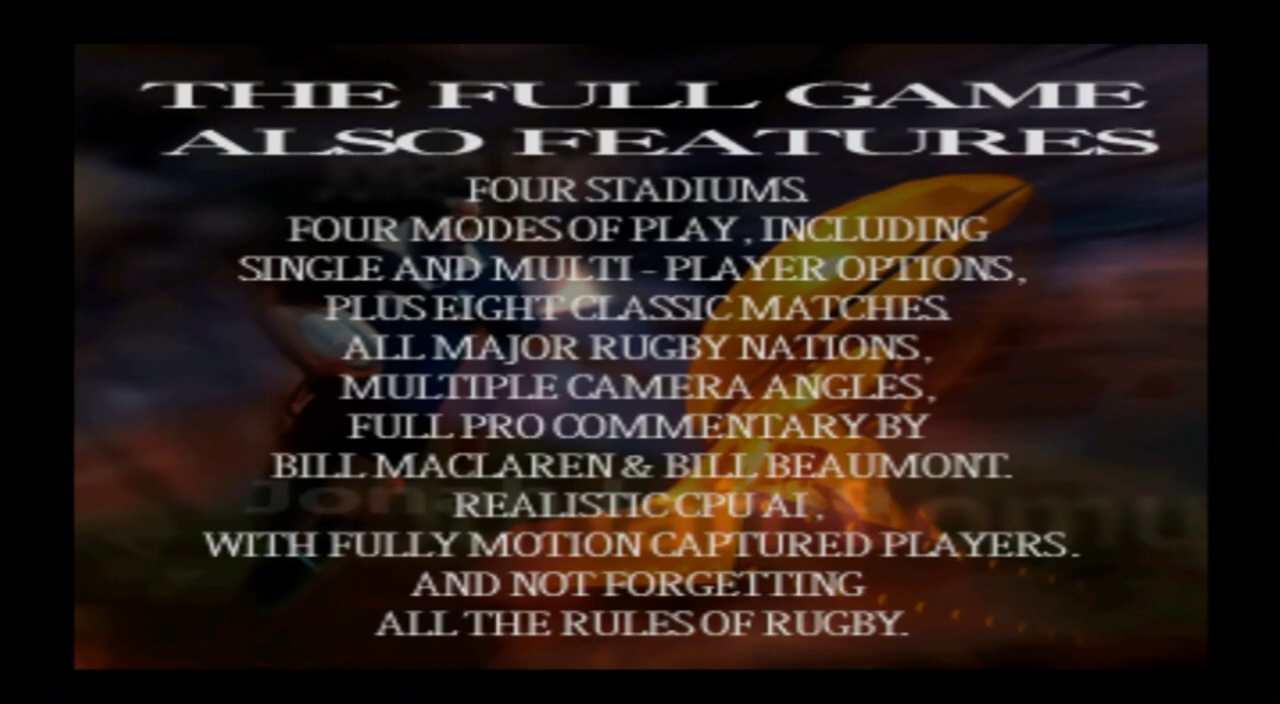 THE FULL GAME
ALSO FEATURES
FOUR STADIUMS.
FOUR MODES OF PLAY, INCLUDING
SINGLE AND MULTI-PLAYER OPTIONS,
PLUS EIGHT CLASSIC MATCHES.
ALL MAJOR RUGBY NATIONS,
MULTIPLE CAMERA ANGLES,
FULL PRO COMMENTARY BY
BILL MACLAREN & BILL BEAUMONT.
REALISTIC CPU AI,
WITH FULLY MOTION CAPTURED PLAYERS.
AND NOT FORGETTING
ALL THE RULES OF RUGBY.